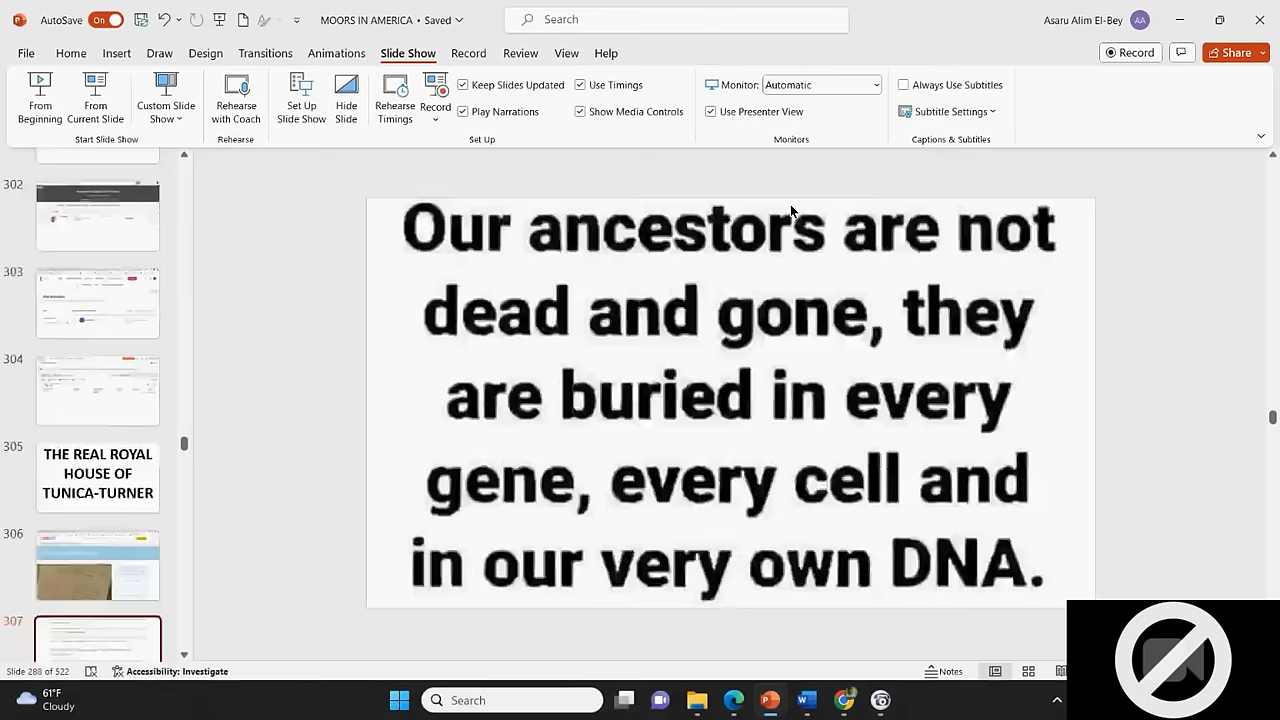 AutoSave On MOORS IN AMERICA • Saved Search Asaru Alim El-Bey AA
File Home Insert Draw Design Transitions Animations Slide Show Record Review View Help Record Share
From Beginning
From Current Slide
Custom Slide Show
Rehearse with Coach
Set Up Slide Show
Hide Slide
Rehearse Timings
Record
Keep Slides Updated
Play Narrations
Use Timings
Show Media Controls
Monitor: Automatic
Use Presenter View
Always Use Subtitles
Subtitle Settings
Start Slide Show Rehearse Set Up Monitors Captions & Subtitles
302
303
304
305
THE REAL ROYAL
HOUSE OF
TUNICA-TURNER
306
307
Our ancestors are not
dead and gone, they
are buried in every
gene, every cell and
in our very own DNA.
Slide 288 of 522 Accessibility: Investigate Notes
61°F
Cloudy
Search